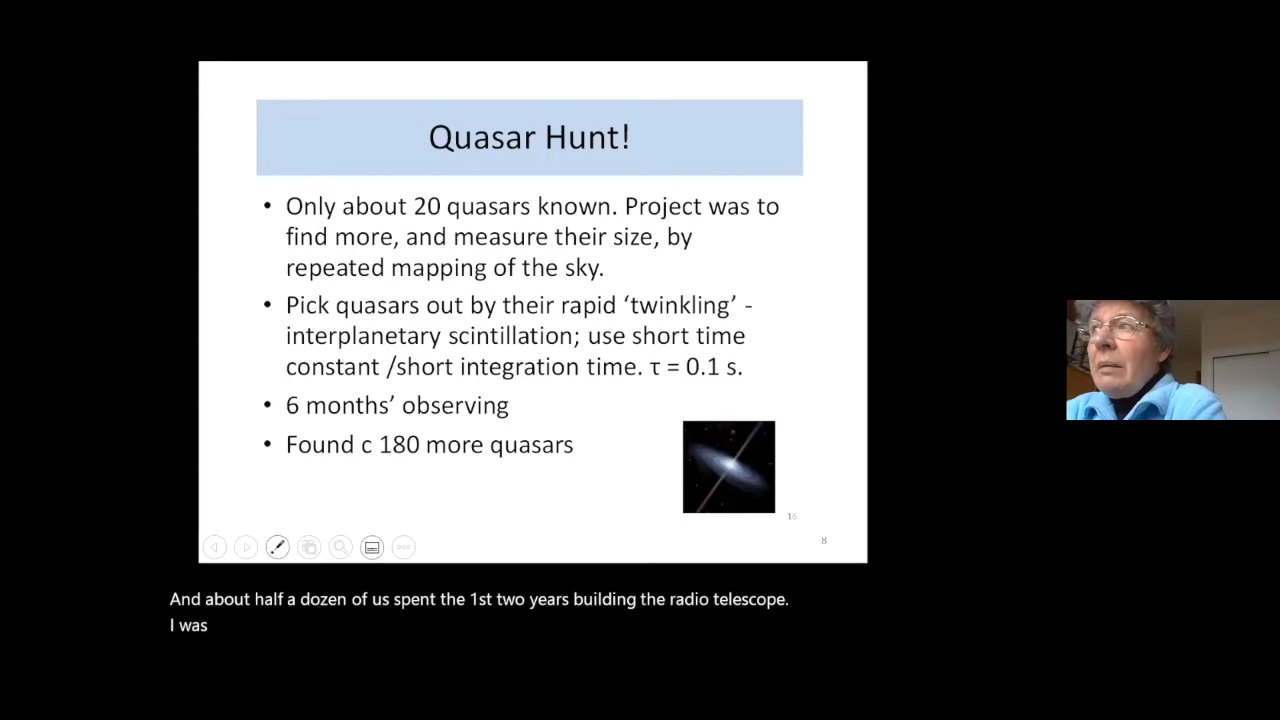 Quasar Hunt!
• Only about 20 quasars known. Project was to
find more, and measure their size, by
repeated mapping of the sky.
• Pick quasars out by their rapid ‘twinkling’ -
interplanetary scintillation; use short time
constant /short integration time. τ = 0.1 s.
• 6 months’ observing
• Found c 180 more quasars
16
8
And about half a dozen of us spent the 1st two years building the radio telescope.
I was